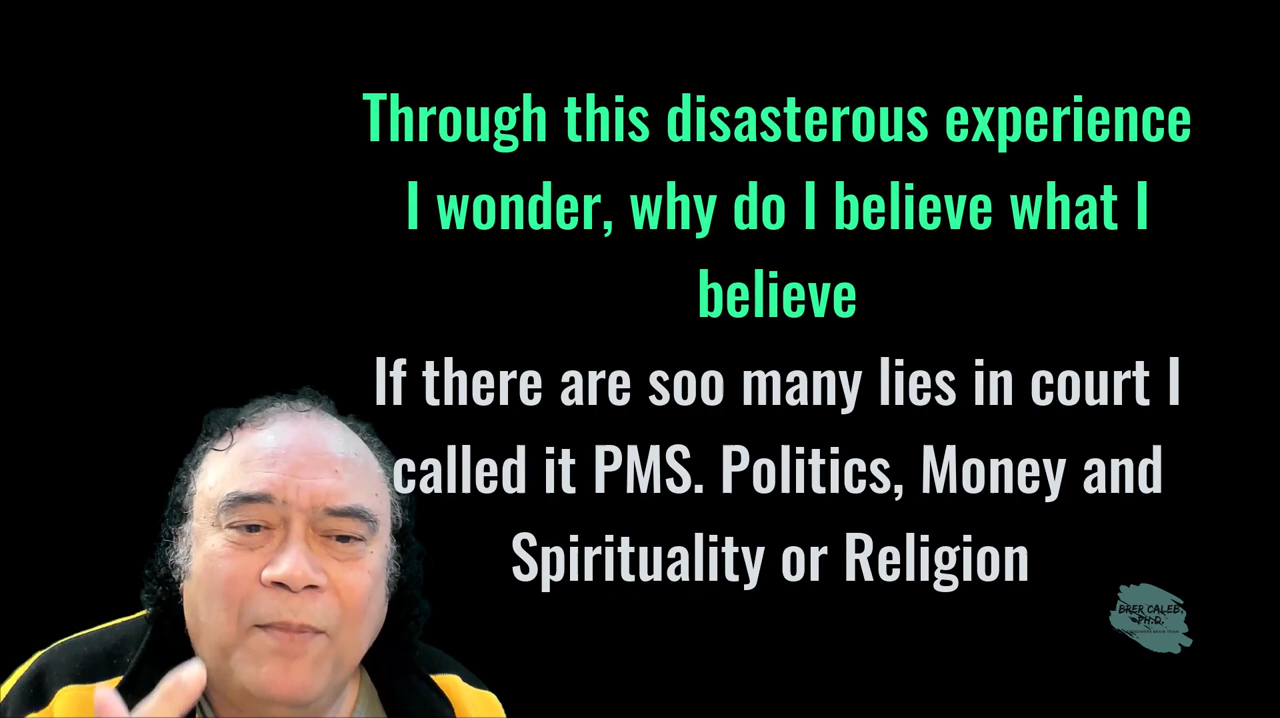 Through this disasterous experience
I wonder, why do I believe what I
believe
If there are soo many lies in court I
called it PMS. Politics, Money and
Spirituality or Religion
BRER CALEB,
PH.D.